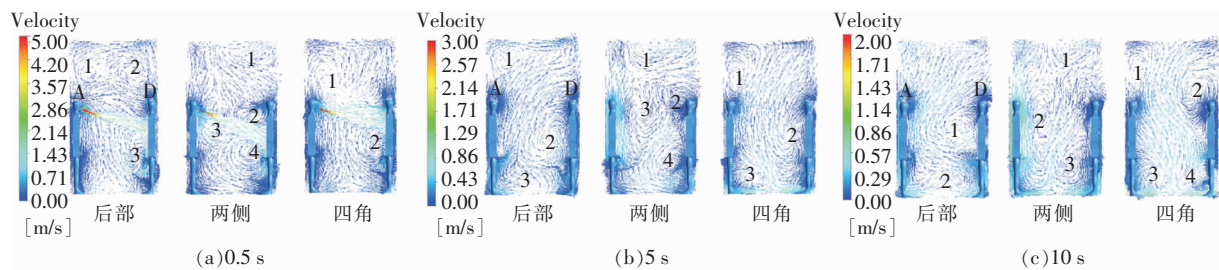 Velocity
5.00
4.20
3.57
2.86
2.14
1.43
0.71
0.00
[m/s]
1 2
A D
3
后部
1
2
3
4
两侧
1
2
四角
(a)0.5 s
Velocity
3.00
2.57
2.14
1.71
1.29
0.86
0.43
0.00
[m/s]
1
A D
2
3
后部
1
3 2
4
两侧
1
2
3
四角
(b)5 s
Velocity
2.00
1.71
1.43
1.14
0.86
0.57
0.29
0.00
[m/s]
A D
1
2
后部
1
2
3
两侧
1
2
3 4
四角
(c)10 s